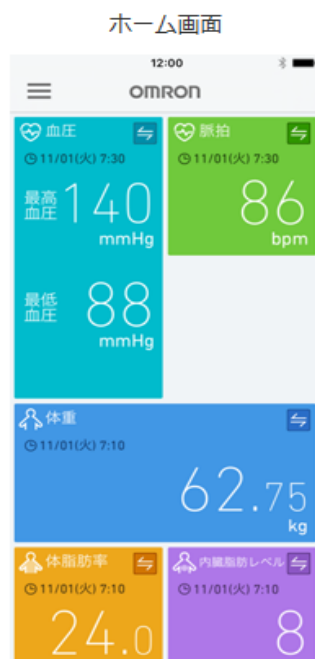 ホーム画面
12:00
OMRON
血圧
11/01(火) 7:30
最高
血圧
140
mmHg
最低
血圧
88
mmHg
脈拍
11/01(火) 7:30
86
bpm
体重
11/01(火) 7:10
62.75
kg
体脂肪率
11/01(火) 7:10
24.0
内臓脂肪レベル
11/01(火) 7:10
8